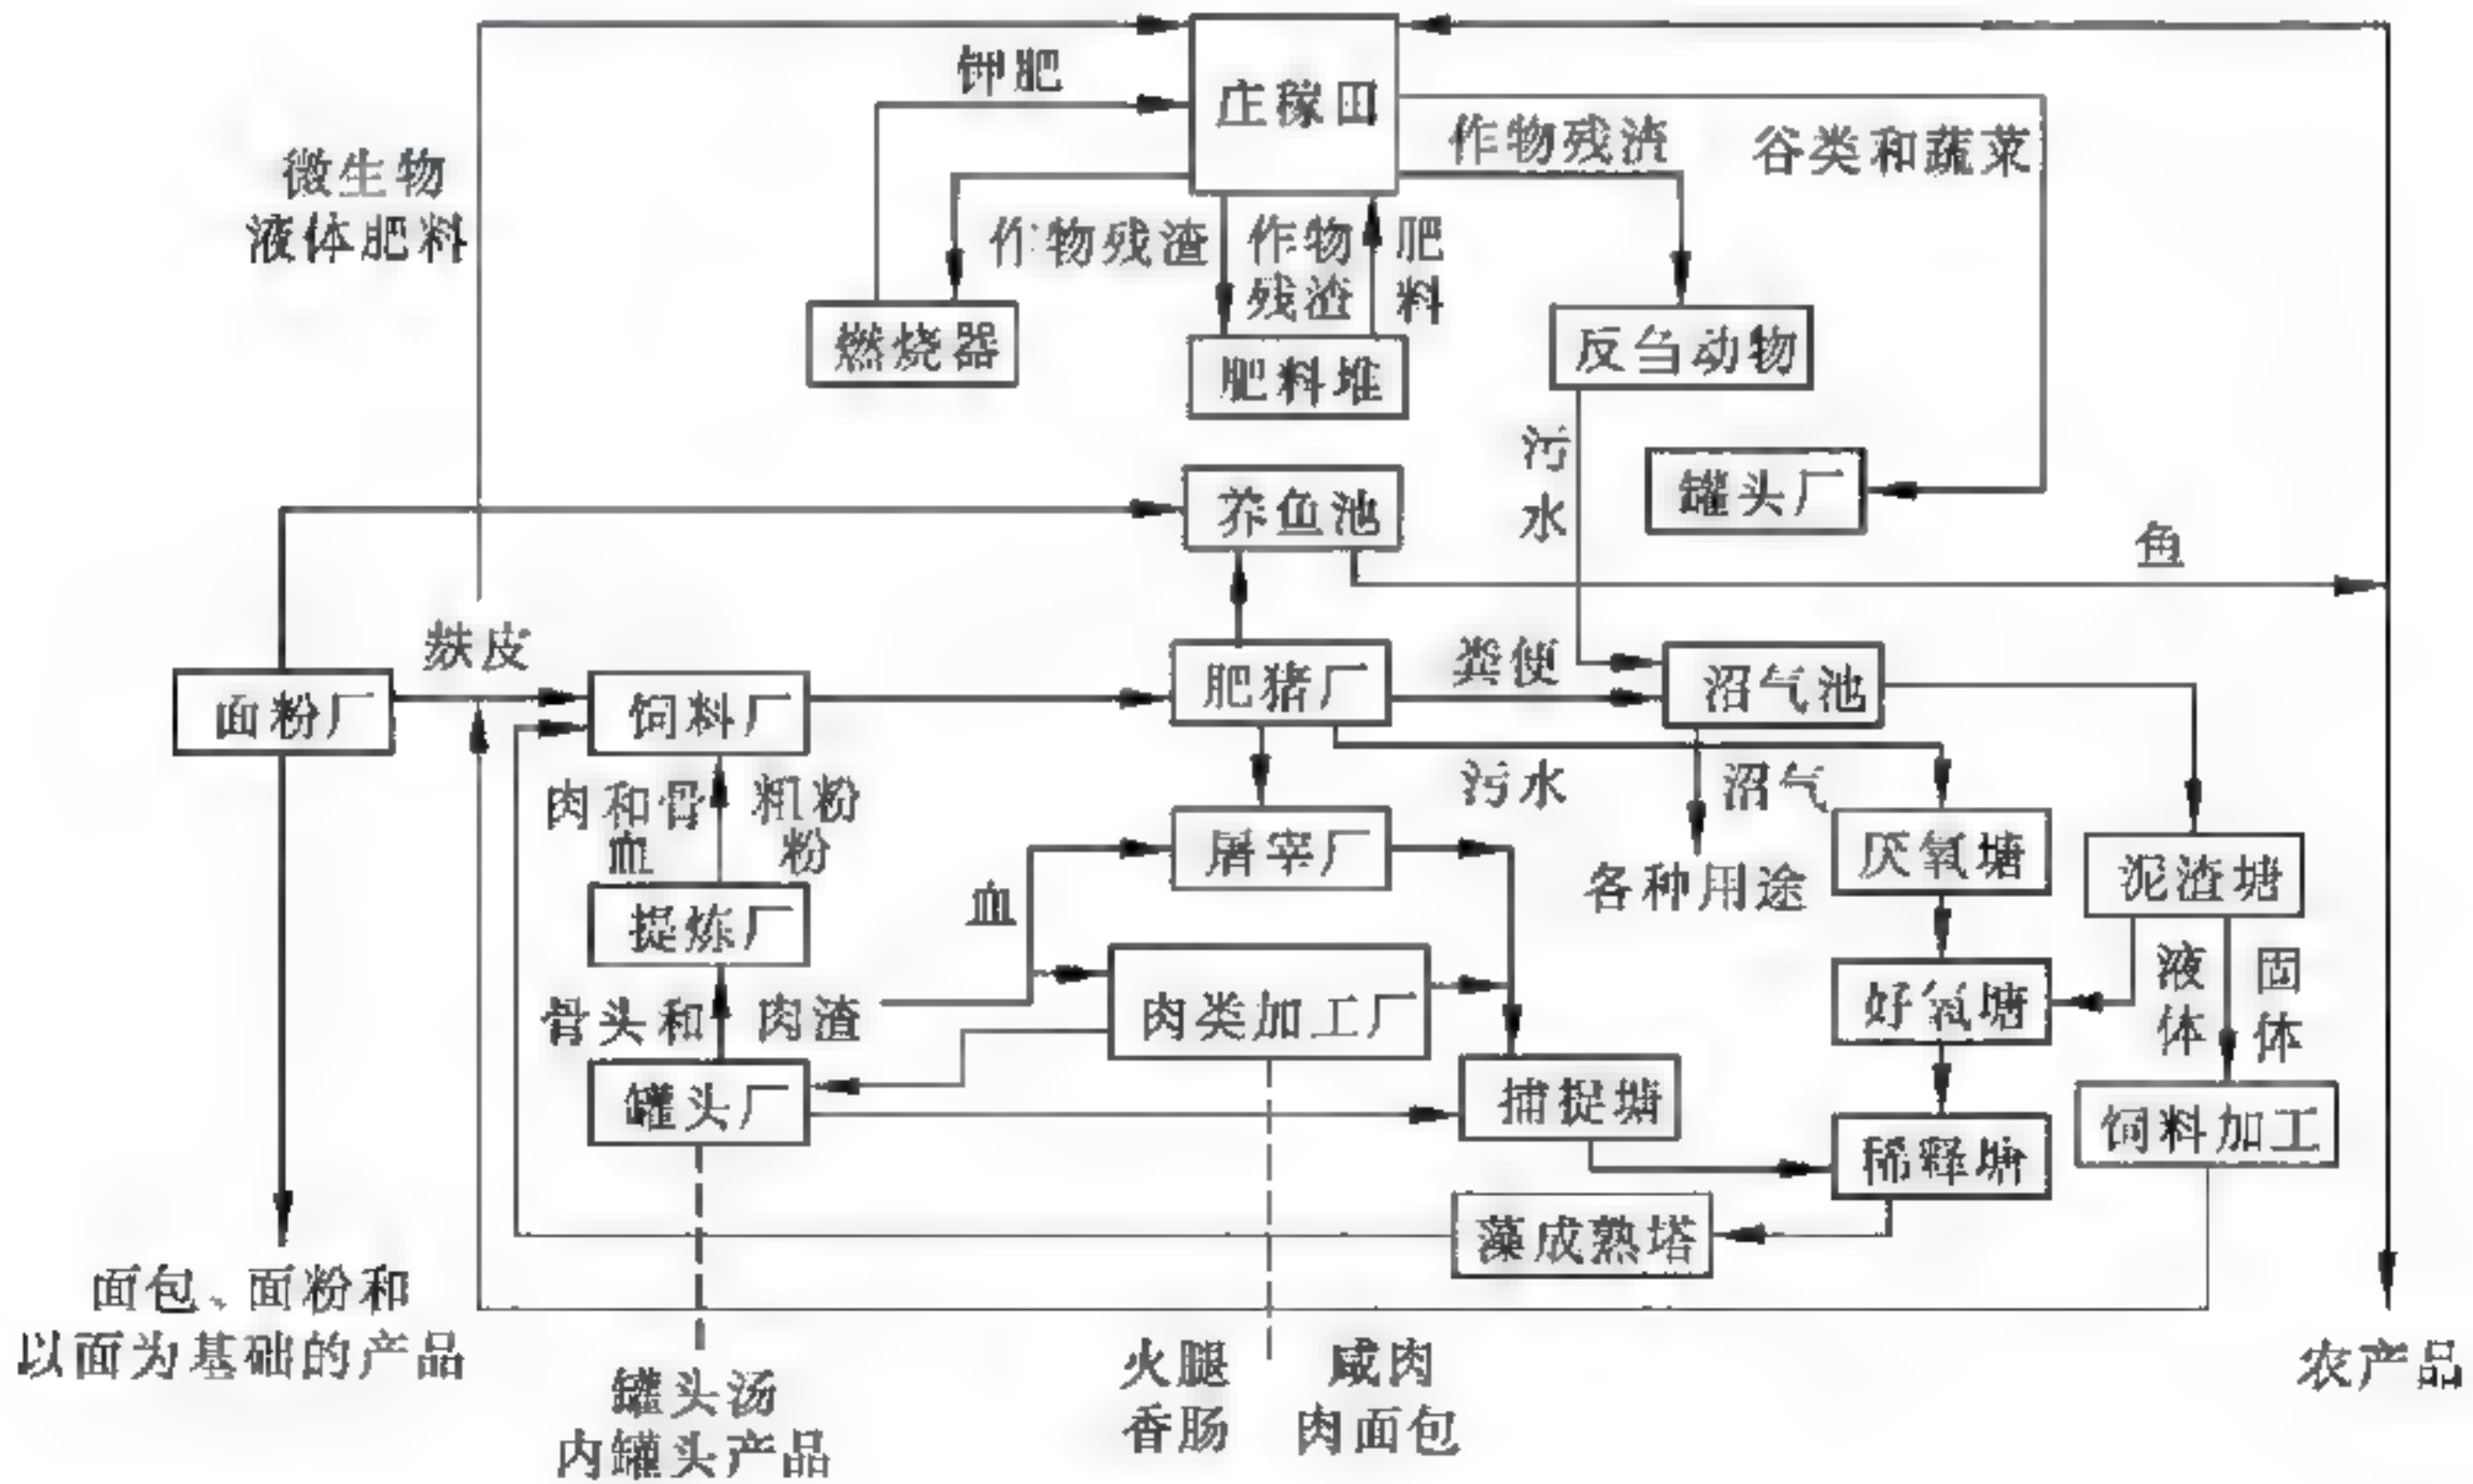 钾肥
庄稼田
作物残渣
谷类和蔬菜
微生物
液体肥料
作物残渣
作物
残渣
肥
料
燃烧器
肥料堆
反刍动物
污
水
罐头厂
养鱼池
鱼
麸皮
面粉厂
饲料厂
肥猪厂
粪便
沼气池
肉和骨 粗粉
血 粉
污水
沼气
屠宰厂
各种用途
厌氧塘
泥渣塘
提炼厂
血
液
体
固
体
骨头和 肉渣
肉类加工厂
好氧塘
罐头厂
捕捉塘
稀释塘
饲料加工
藻成熟塔
面包、面粉和
以面为基础的产品
罐头汤
内罐头产品
火腿 咸肉
香肠 肉面包
农产品